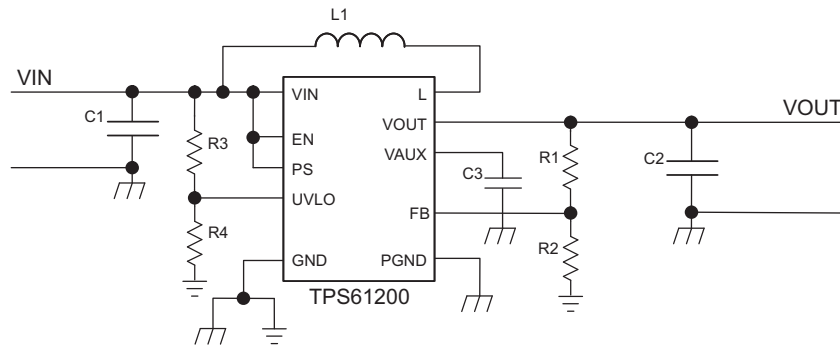 L1
VIN
VIN
L
C1
VOUT
VOUT
R3
EN
VAUX
R1
C2
PS
C3
UVLO
FB
R4
R2
GND
PGND
TPS61200